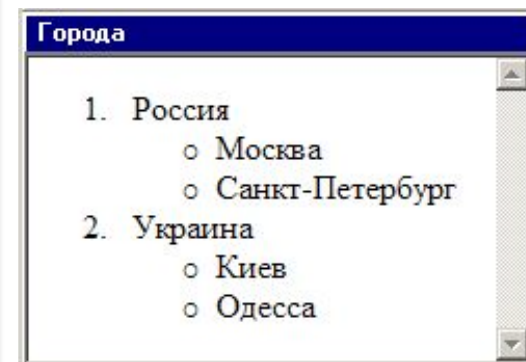 Города
1. Россия
o Москва
o Санкт-Петербург
2. Украина
o Киев
o Одесса